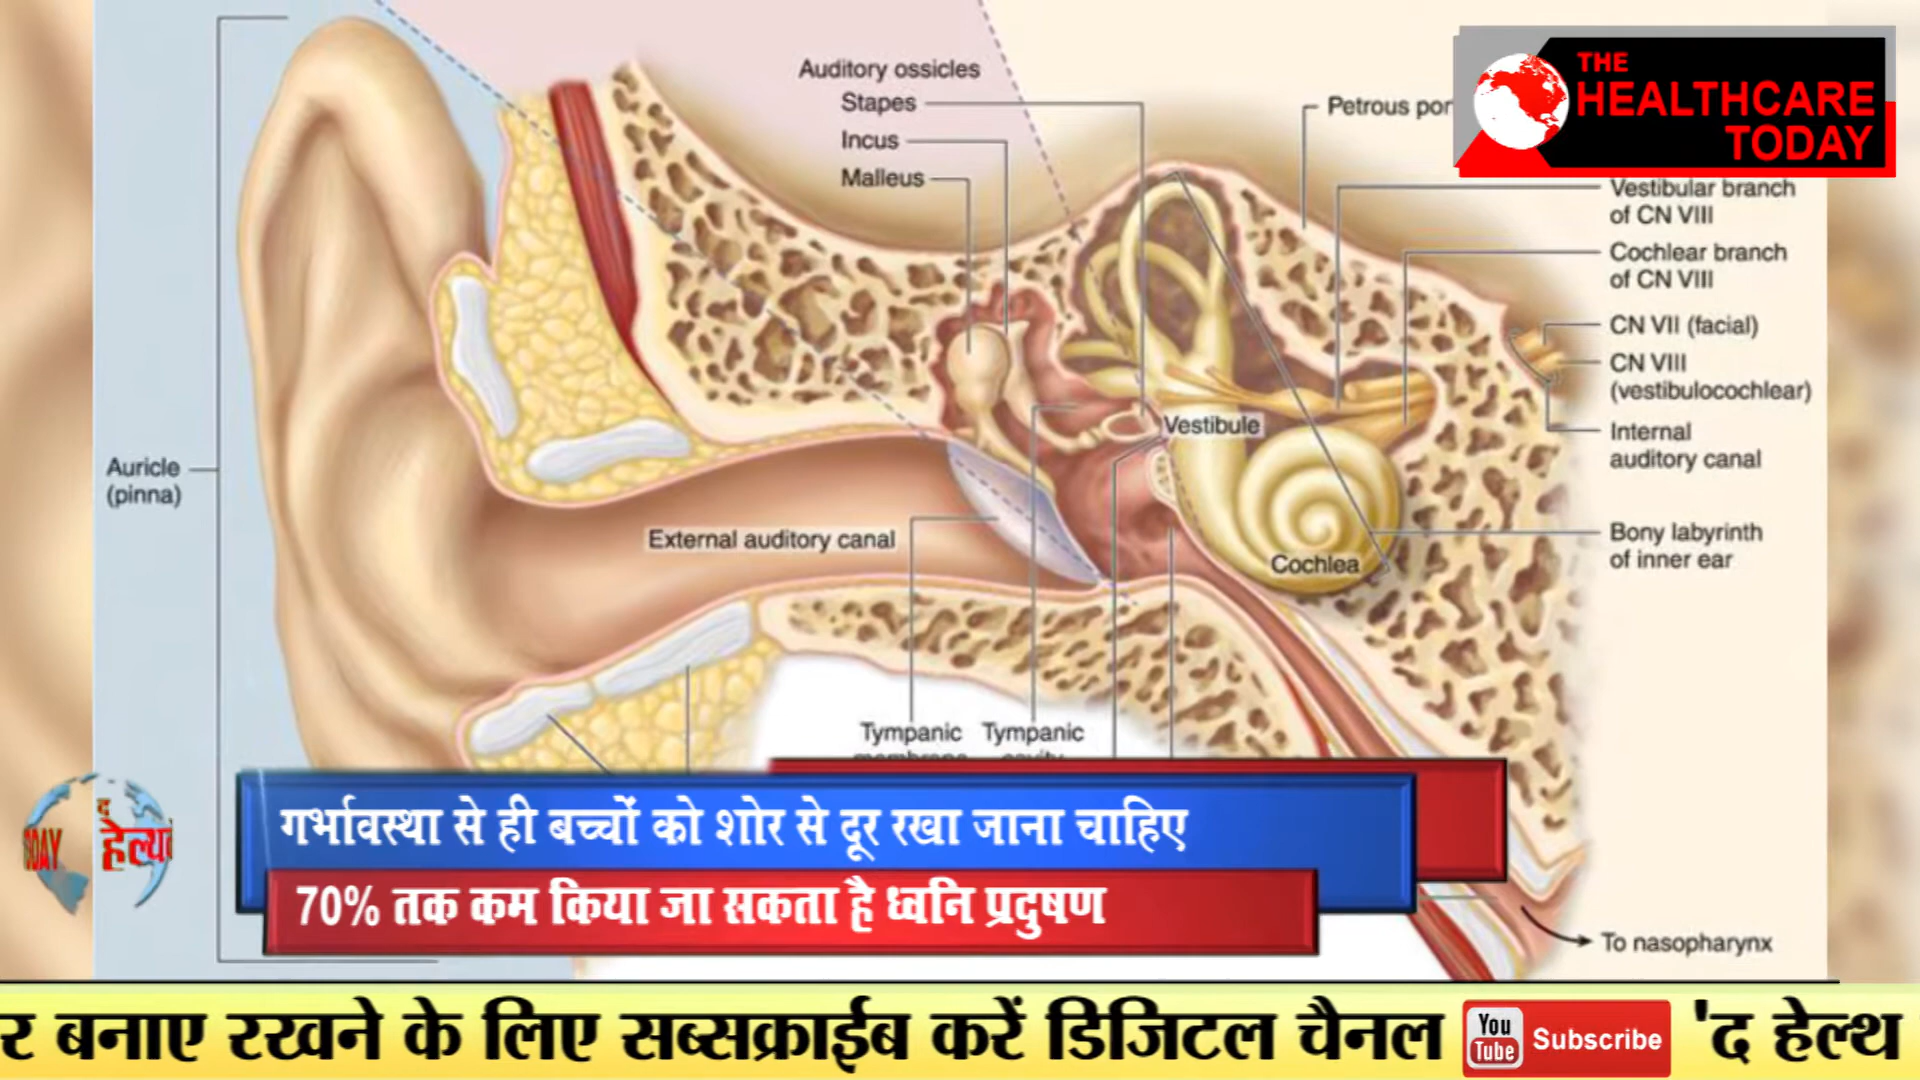 THE
HEALTHCARE
TODAY
Auditory ossicles
Stapes
Incus
Malleus
Petrous por
Vestibular branch
of CN VIII
Cochlear branch
of CN VIII
CN VII (facial)
CN VIII
(vestibulocochlear)
Internal
auditory canal
Bony labyrinth
of inner ear
Vestibule
Cochlea
Auricle
(pinna)
External auditory canal
Tympanic
membrane
Tympanic
cavity
To nasopharynx
द
हेल्थ
गर्भावस्था से ही बच्चों को शोर से दूर रखा जाना चाहिए
70% तक कम किया जा सकता है ध्वनि प्रदुषण
र बनाए रखने के लिए सब्सक्राईब करें डिजिटल चैनल You Tube Subscribe 'द हेल्थ